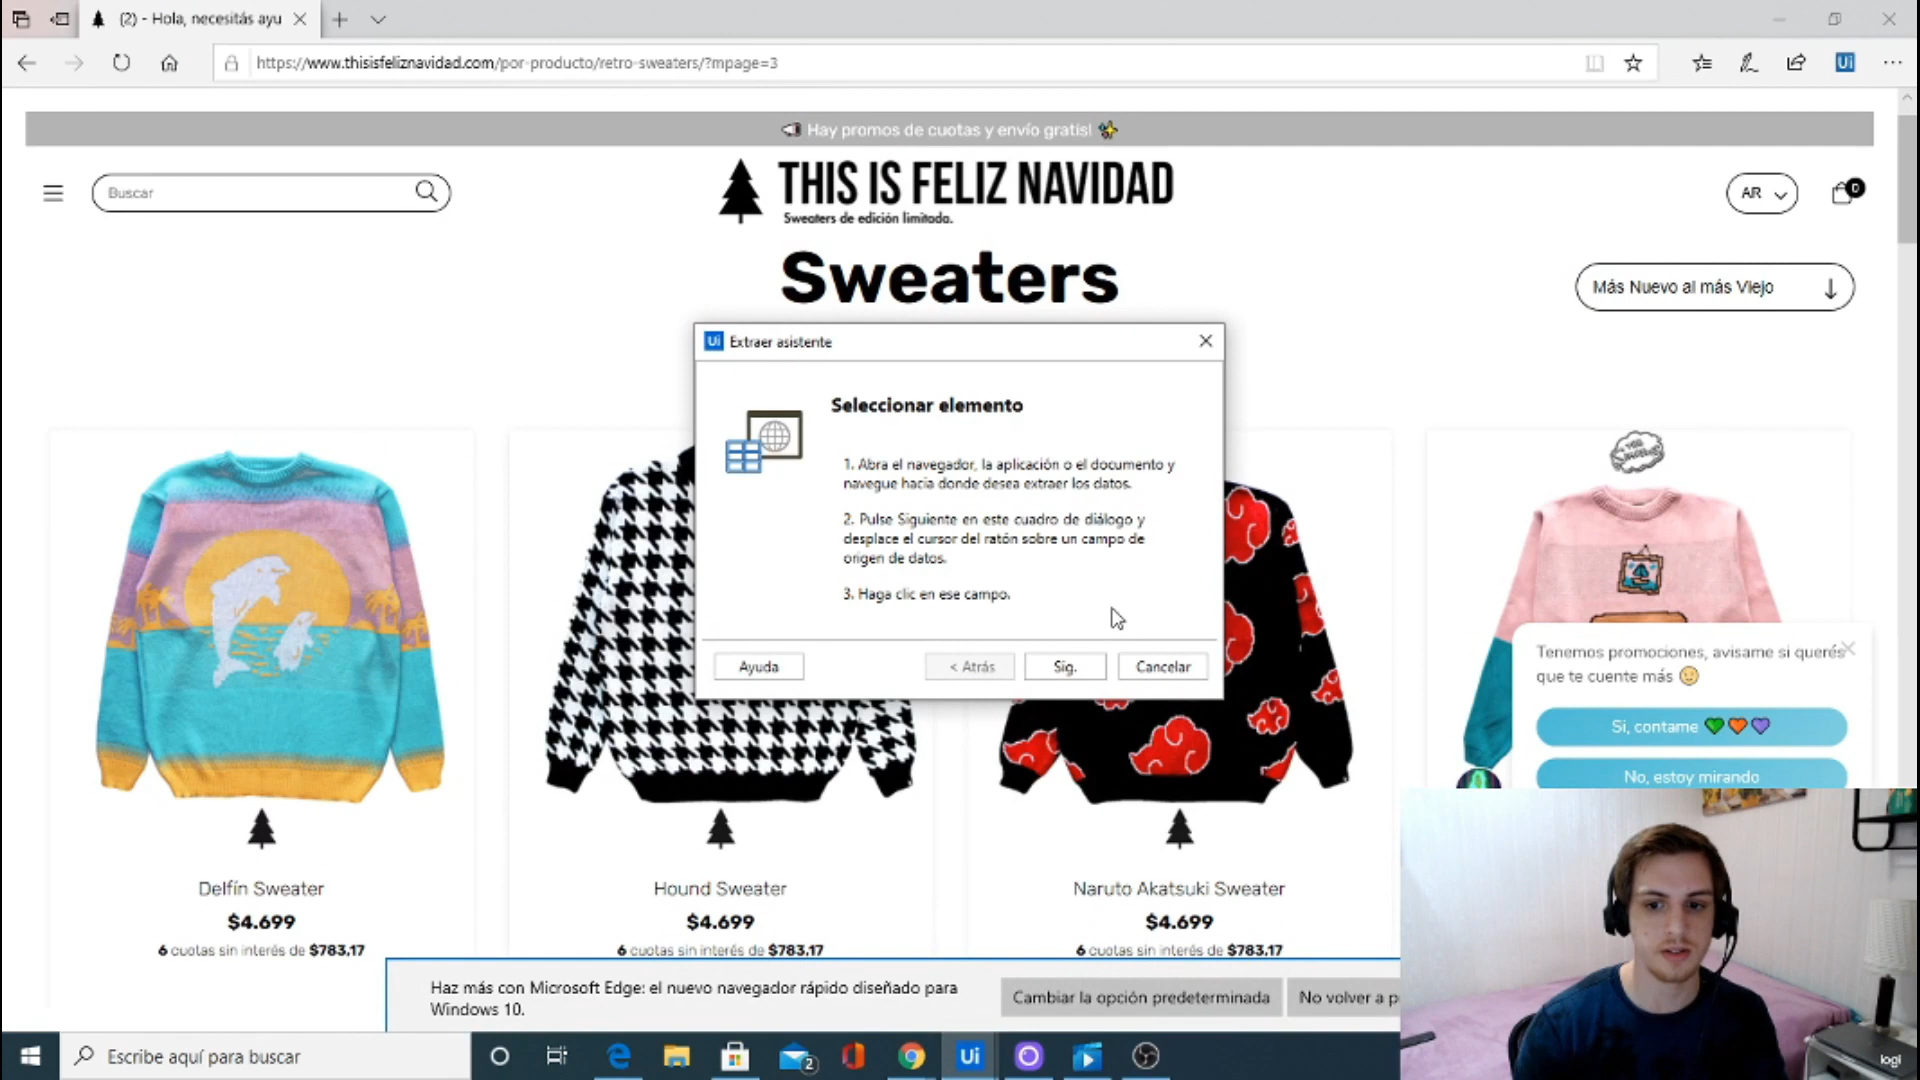 (2) - Hola, necesitás ayu
https://www.thisisfeliznavidad.com/por-producto/retro-sweaters/?mpage=3
Ui
Hay promos de cuotas y envío gratis!
Buscar
THIS IS FELIZ NAVIDAD
Sweaters de edición limitada.
AR
0
Sweaters
Más Nuevo al más Viejo
Ui Extraer asistente
Seleccionar elemento
1. Abra el navegador, la aplicación o el documento y
navegue hacia donde desea extraer los datos.
2. Pulse Siguiente en este cuadro de diálogo y
desplace el cursor del ratón sobre un campo de
origen de datos.
3. Haga clic en ese campo.
Ayuda
< Atrás
Sig.
Cancelar
Tenemos promociones, avisame si querés
que te cuente más
Si, contame
No, estoy mirando
Delfín Sweater
$4.699
6 cuotas sin interés de $783,17
Hound Sweater
$4.699
6 cuotas sin interés de $783,17
Naruto Akatsuki Sweater
$4.699
6 cuotas sin interés de $783,17
Haz más con Microsoft Edge: el nuevo navegador rápido diseñado para
Windows 10.
Cambiar la opción predeterminada
No volver a p
Escribe aquí para buscar
2
Ui
logi